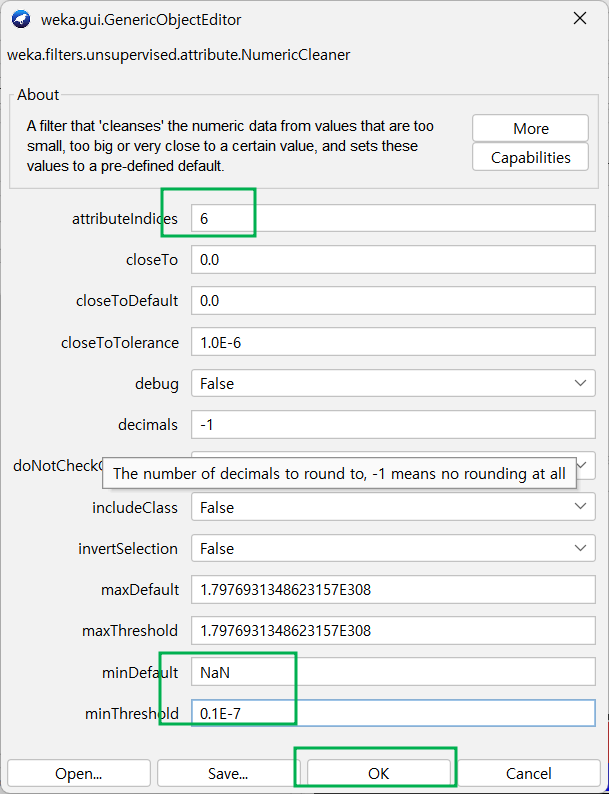 weka.gui.GenericObjectEditor
weka.filters.unsupervised.attribute.NumericCleaner
About
A filter that 'cleanses' the numeric data from values that are too
small, too big or very close to a certain value, and sets these
values to a pre-defined default.
More
Capabilities
attributeIndices 6
closeTo 0.0
closeToDefault 0.0
closeToTolerance 1.0E-6
debug False
decimals -1
The number of decimals to round to, -1 means no rounding at all
includeClass False
invertSelection False
maxDefault 1.7976931348623157E308
maxThreshold 1.7976931348623157E308
minDefault NaN
minThreshold 0.1E-7
Open... Save... OK Cancel